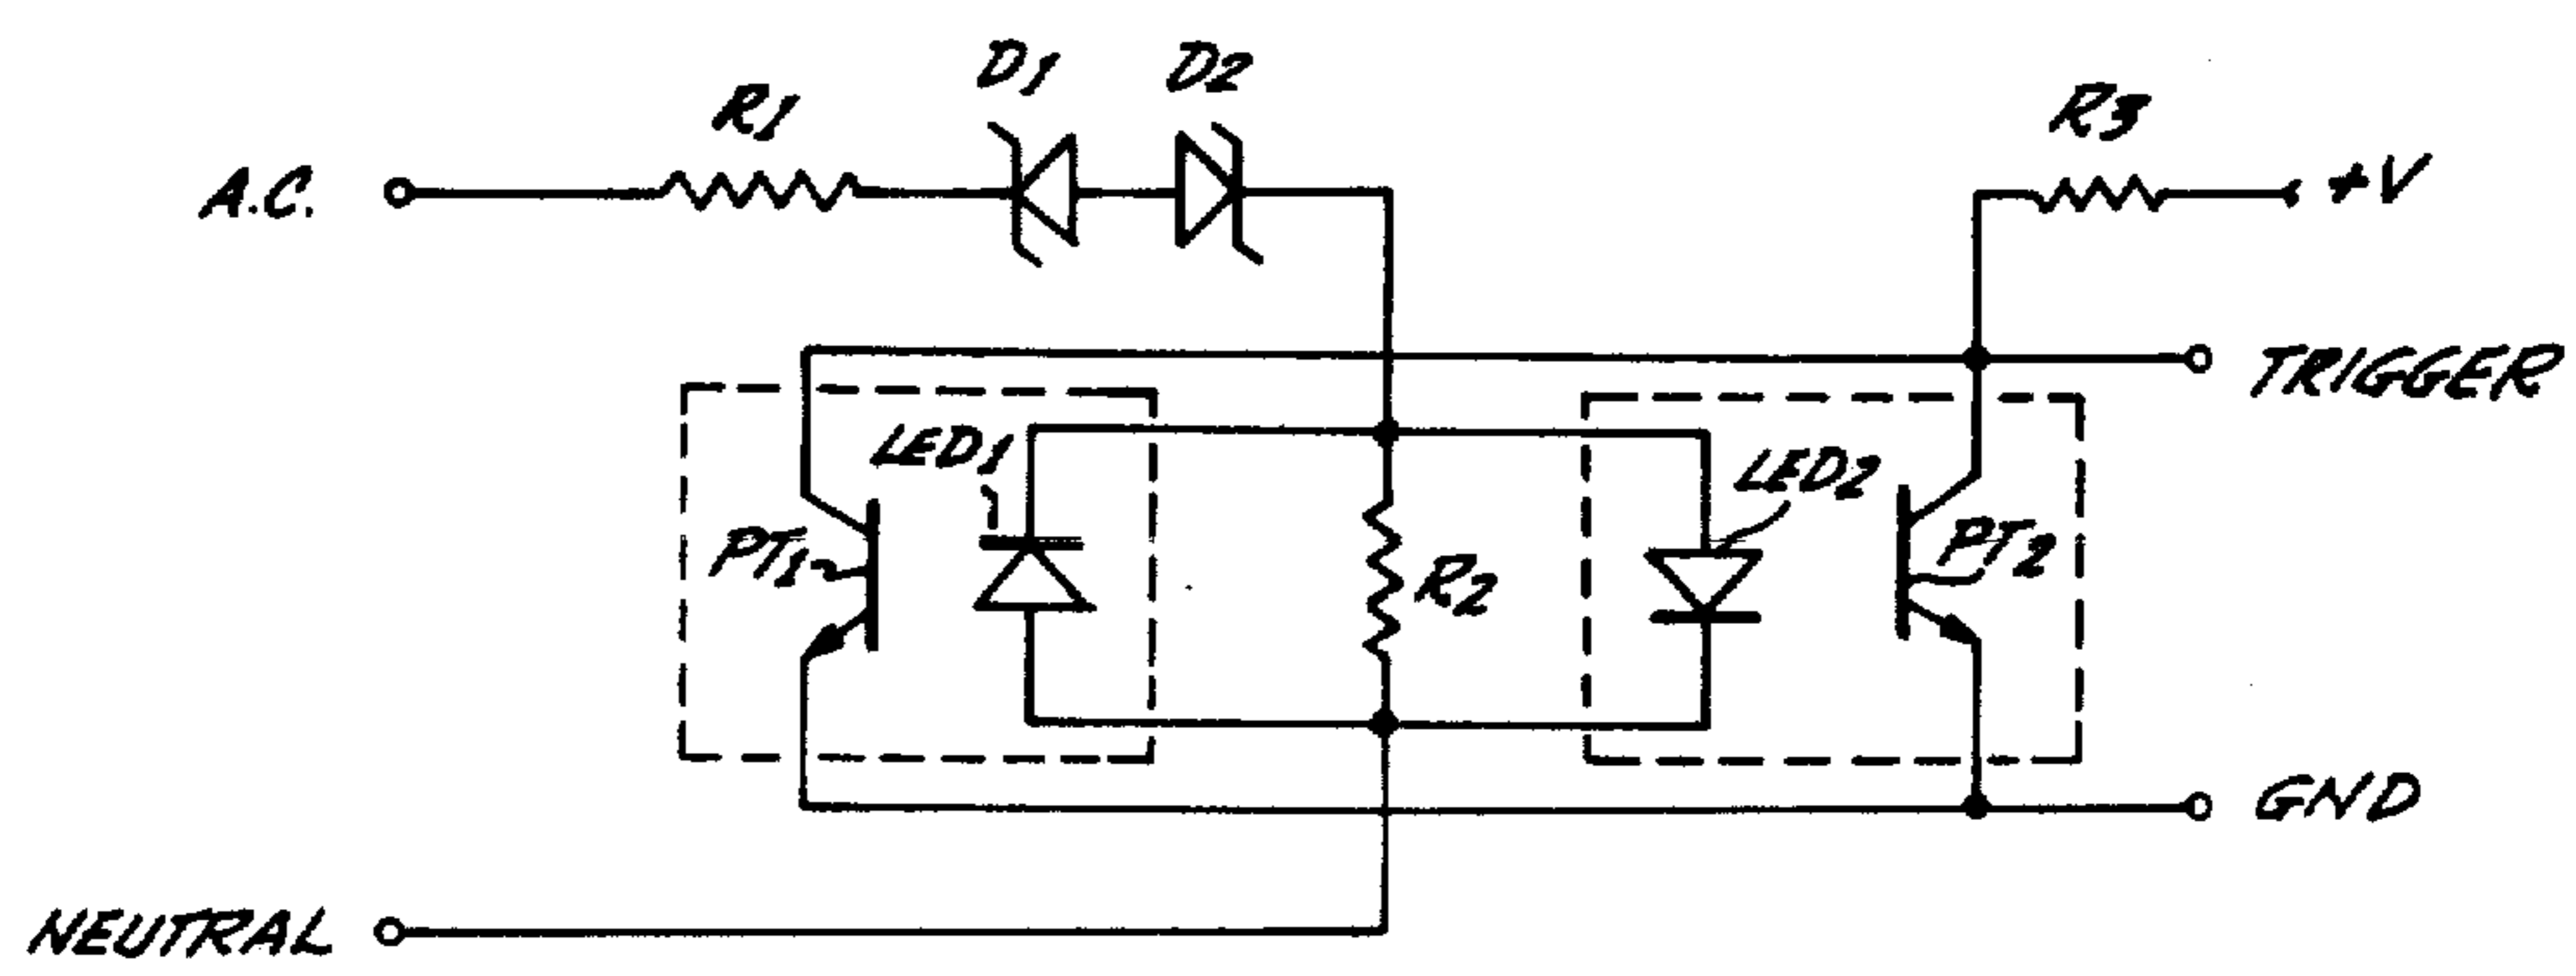 D1
D2
R1
R3
A.C.
+V
TRIGGER
LED1
LED2
PT1
PT2
R2
GND
NEUTRAL